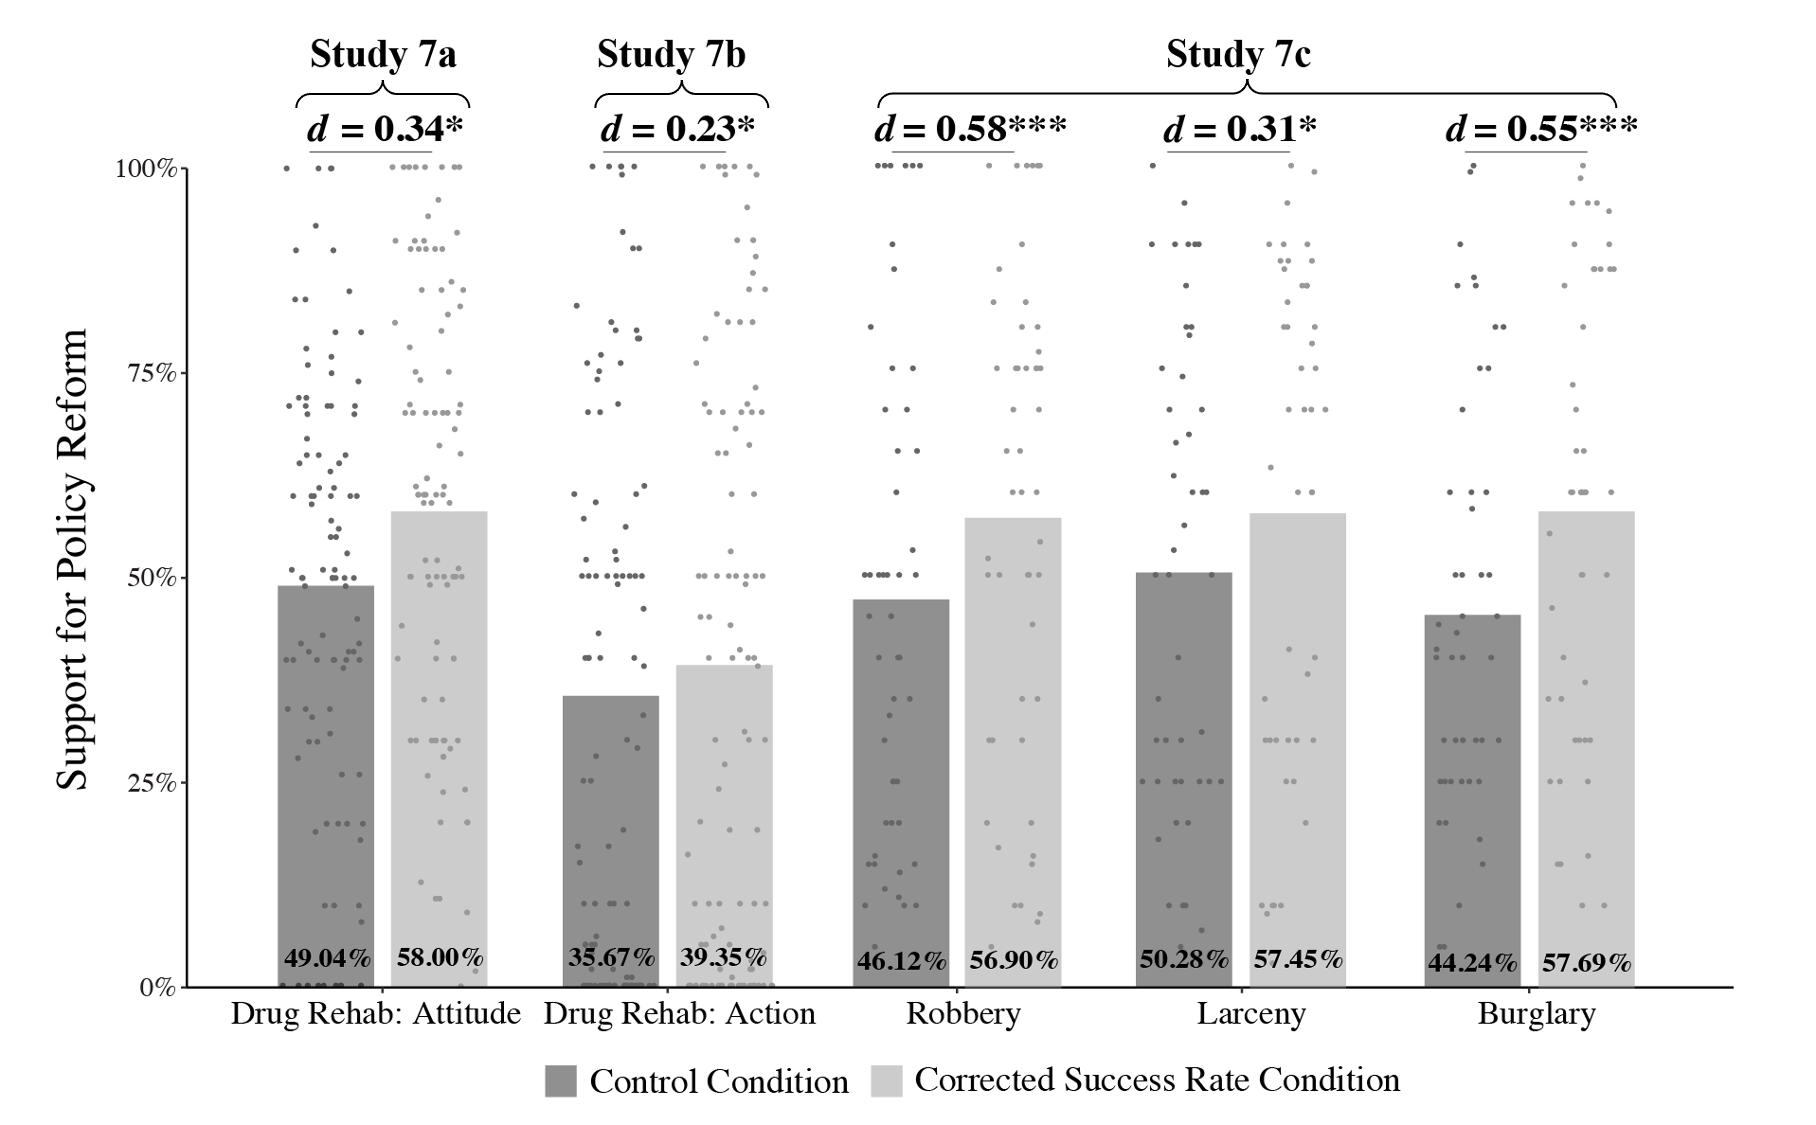 Study 7a Study 7b Study 7c
d = 0.34* d = 0.23* d = 0.58*** d = 0.31* d = 0.55***
100%
75%
50%
25%
0%
Support for Policy Reform
49.04% 58.00% 35.67% 39.35% 46.12% 56.90% 50.28% 57.45% 44.24% 57.69%
Drug Rehab: Attitude Drug Rehab: Action Robbery Larceny Burglary
Control Condition Corrected Success Rate Condition